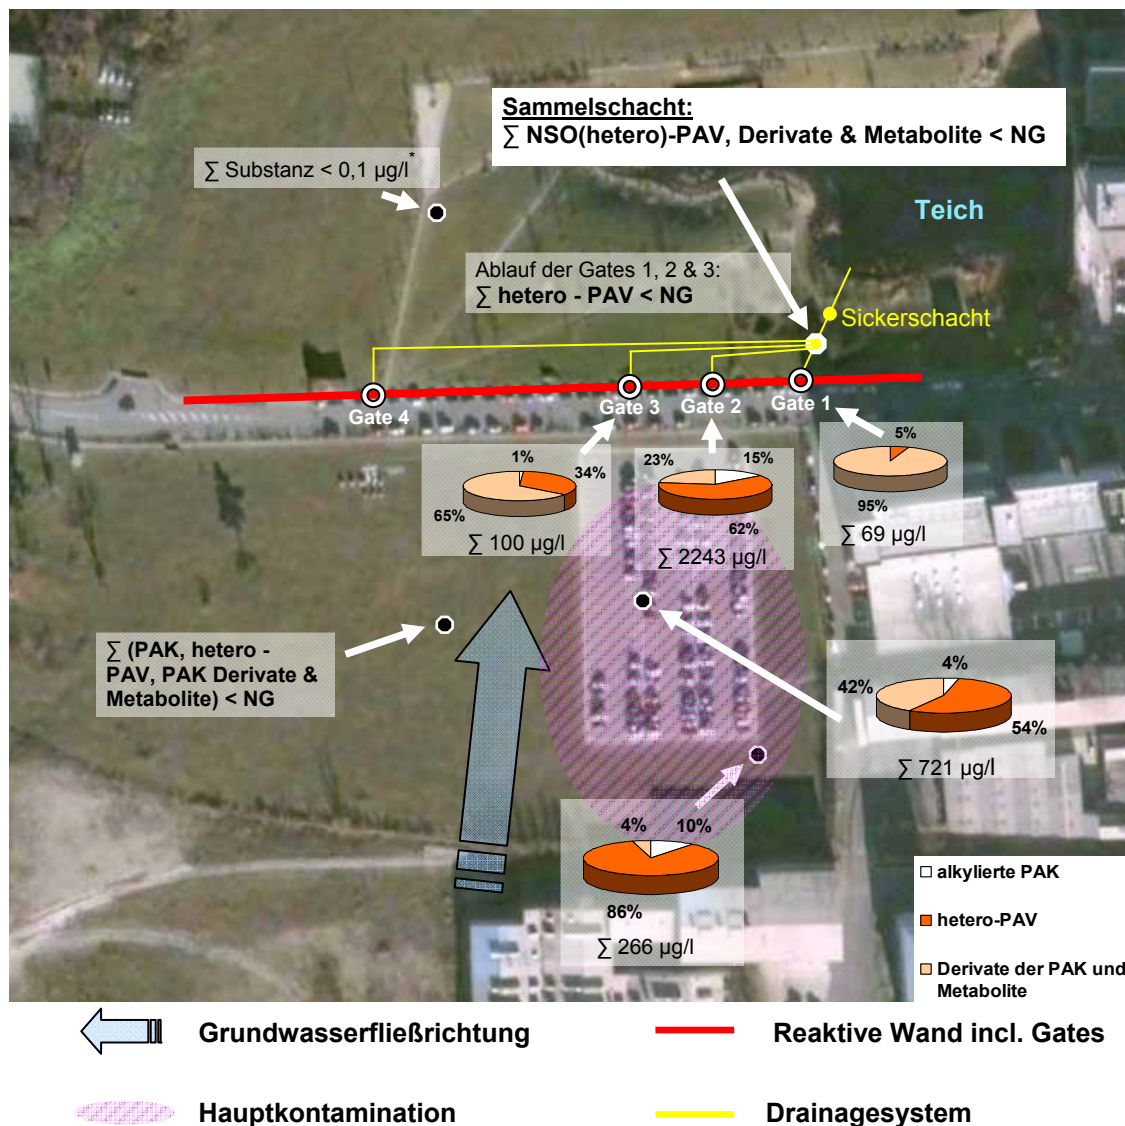 Sammelschacht:
∑ NSO(hetero)-PAV, Derivate & Metabolite < NG
∑ Substanz < 0,1 µg/l*
Teich
Ablauf der Gates 1, 2 & 3:
∑ hetero - PAV < NG
Sickerschacht
Gate 4
Gate 3
Gate 2
Gate 1
1%
34%
65%
∑ 100 µg/l
23%
15%
62%
∑ 2243 µg/l
5%
95%
∑ 69 µg/l
∑ (PAK, hetero -
PAV, PAK Derivate &
Metabolite) < NG
4%
42%
54%
∑ 721 µg/l
4%
10%
86%
∑ 266 µg/l
alkylierte PAK
hetero-PAV
Derivate der PAK und
Metabolite
Grundwasserfließrichtung
Reaktive Wand incl. Gates
Hauptkontamination
Drainagesystem